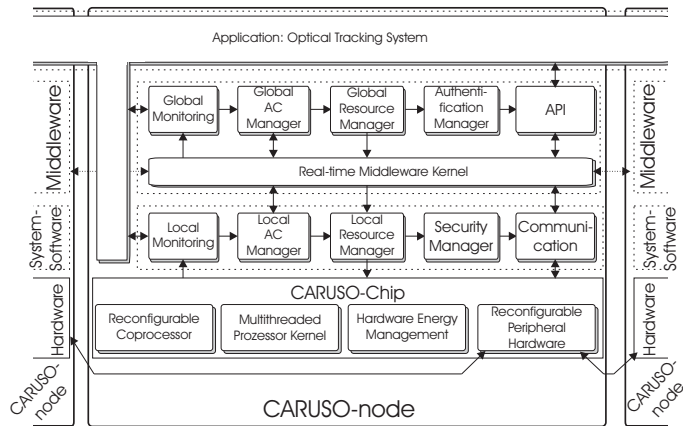 Application: Optical Tracking System
Middleware
Global
Monitoring
Global
AC
Manager
Global
Resource
Manager
Authentifi-
cation
Manager
API
Middleware
Real-time Middleware Kernel
System-
Software
Local
Monitoring
Local
AC
Manager
Local
Resource
Manager
Security
Manager
Communi-
cation
System-
Software
Hardware
CARUSO-Chip
Reconfigurable
Coprocessor
Multithreaded
Prozessor Kernel
Hardware Energy
Management
Reconfigurable
Peripheral
Hardware
Hardware
CARUSO-
node
CARUSO-node
CARUSO-
node